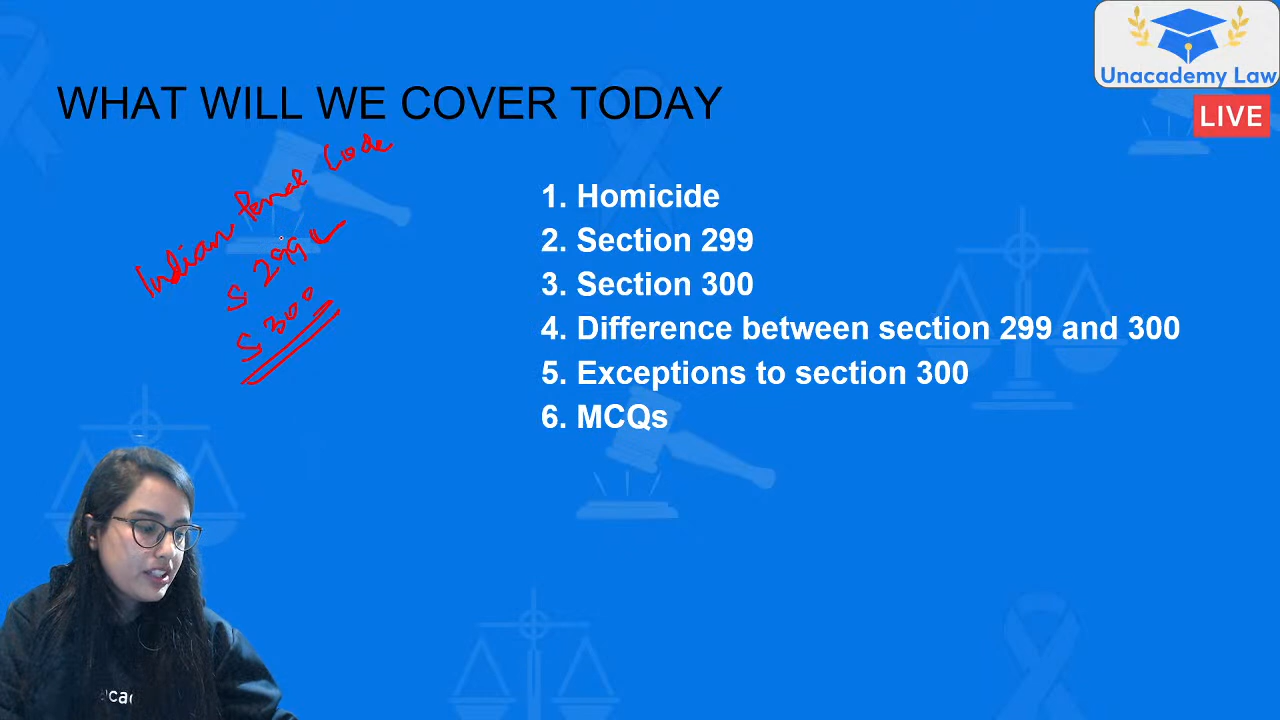 Unacademy Law
LIVE
WHAT WILL WE COVER TODAY
Indian Penal Code
S. 299
S 300
1. Homicide
2. Section 299
3. Section 300
4. Difference between section 299 and 300
5. Exceptions to section 300
6. MCQs